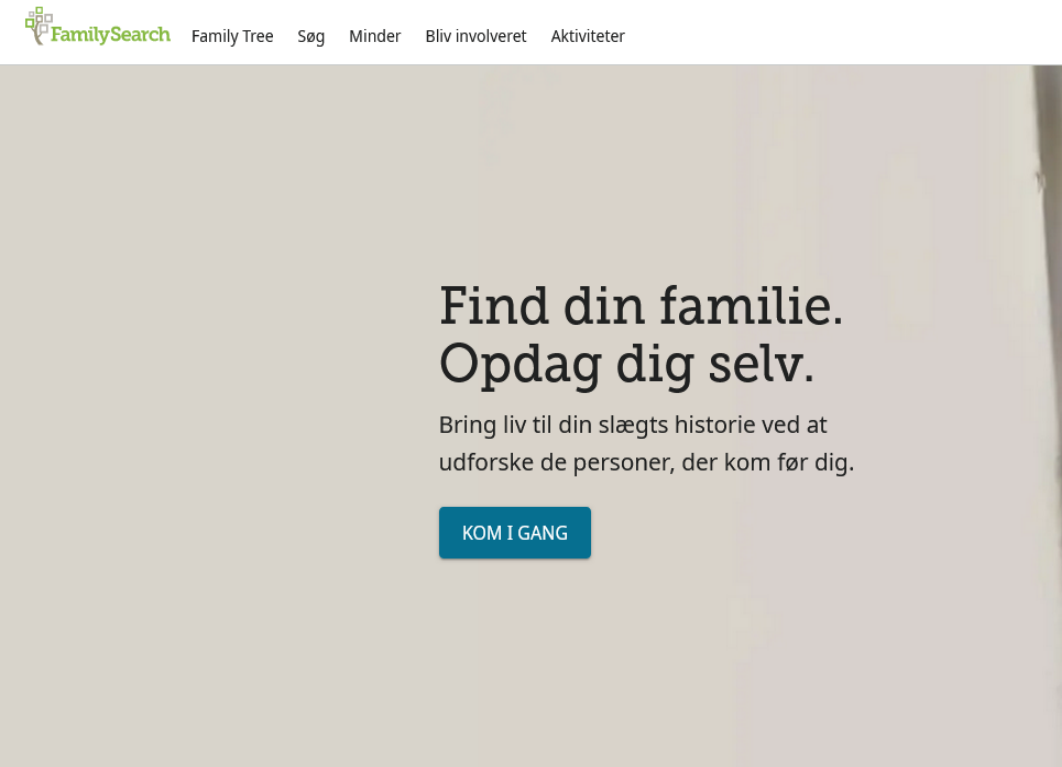 FamilySearch Family Tree Søg Minder Bliv involveret Aktiviteter
Find din familie.
Opdag dig selv.
Bring liv til din slægts historie ved at
udforske de personer, der kom før dig.
KOM I GANG